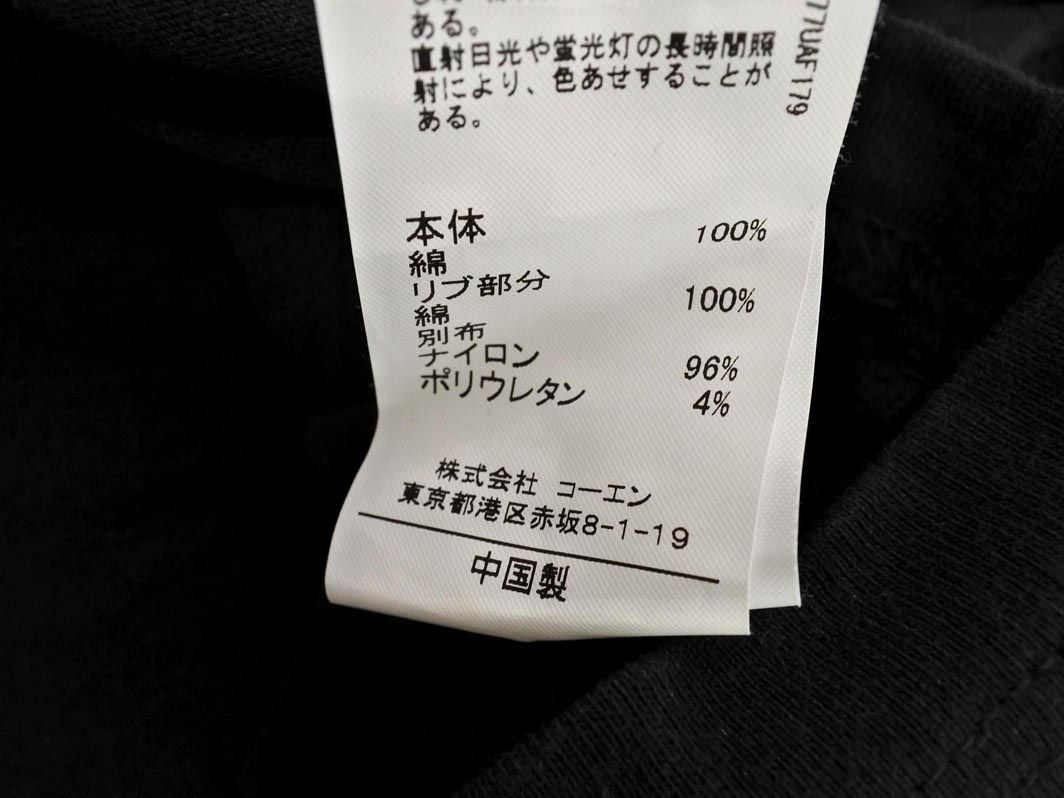 ある。
直射日光や蛍光灯の長時間照
射により、色あせすることが
ある。
77UAF179
本体
綿 100%
リブ部分
綿 100%
別布
ナイロン 96%
ポリウレタン 4%
株式会社 コーエン
東京都港区赤坂8-1-19
中国製